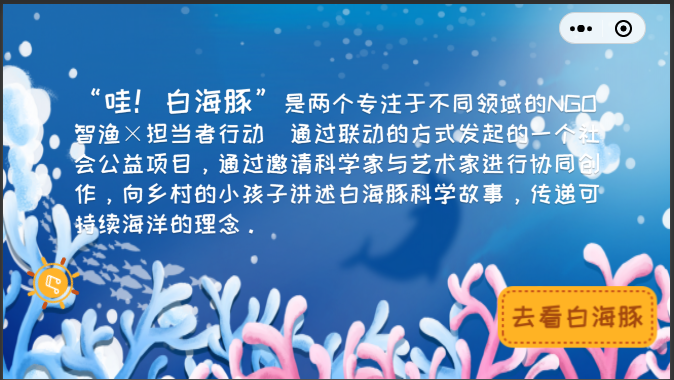 “哇！白海豚”是两个专注于不同领域的NGO
智渔×担当者行动 通过联动的方式发起的一个社
会公益项目，通过邀请科学家与艺术家进行协同创
作，向乡村的小孩子讲述白海豚科学故事，传递可
持续海洋的理念。
去看白海豚